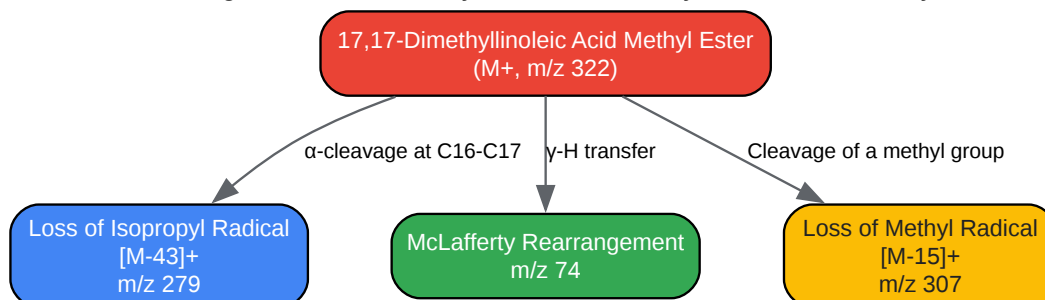 17,17-Dimethyllinoleic Acid Methyl Ester
(M+, m/z 322)
α-cleavage at C16-C17
γ-H transfer
Cleavage of a methyl group
Loss of Isopropyl Radical
[M-43]+
m/z 279
McLafferty Rearrangement
m/z 74
Loss of Methyl Radical
[M-15]+
m/z 307